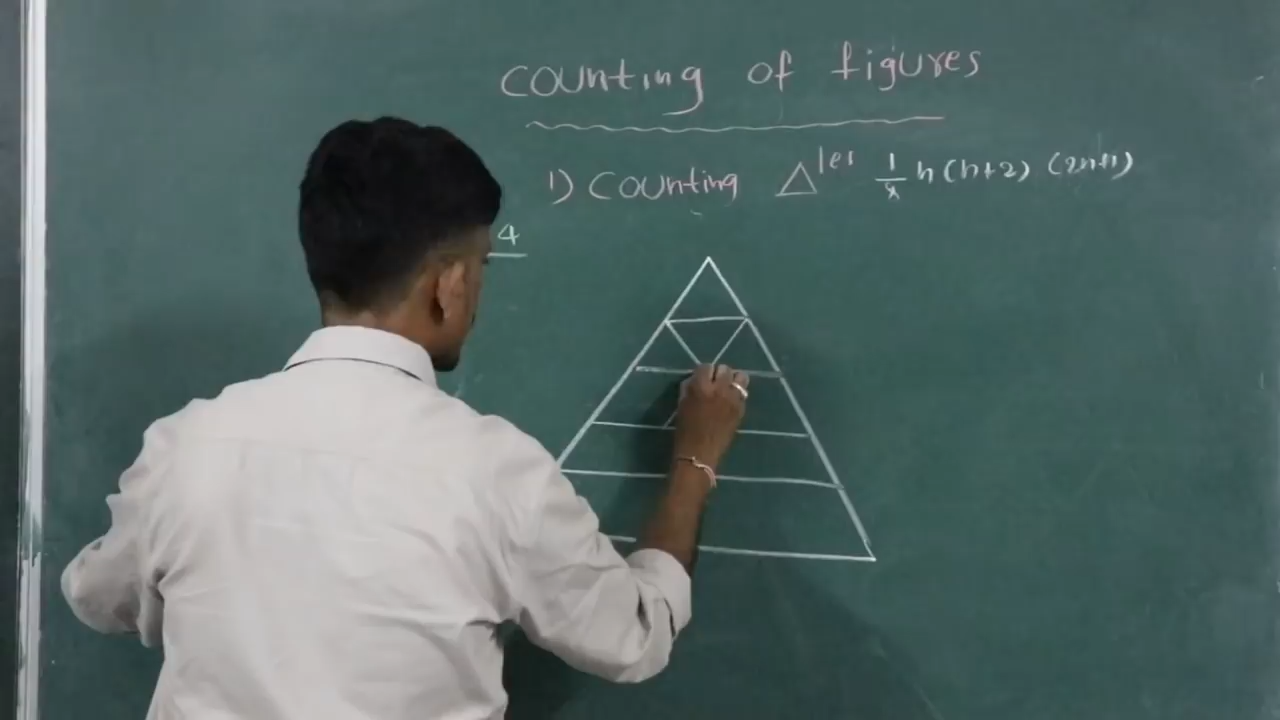 Counting of figures
1) Counting △les 1/8 n(n+2) (2n+1)
4